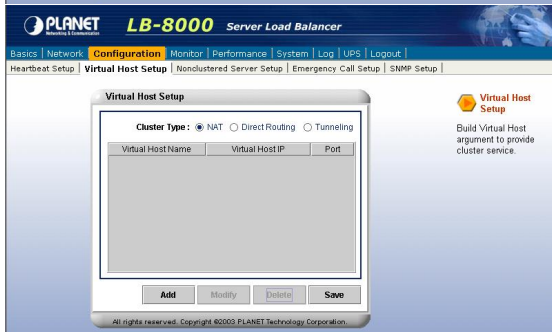 PLANET
Networking & Communication
LB-8000 Server Load Balancer
Basics | Network | Configuration | Monitor | Performance | System | Log | UPS | Logout |
Heartbeat Setup | Virtual Host Setup | Nonclustered Server Setup | Emergency Call Setup | SNMP Setup |
Virtual Host Setup
Cluster Type : NAT Direct Routing Tunneling
Virtual Host Name Virtual Host IP Port
Add Modify Delete Save
All rights reserved. Copyright ©2003 PLANET Technology Corporation.
Virtual Host
Setup
Build Virtual Host
argument to provide
cluster service.